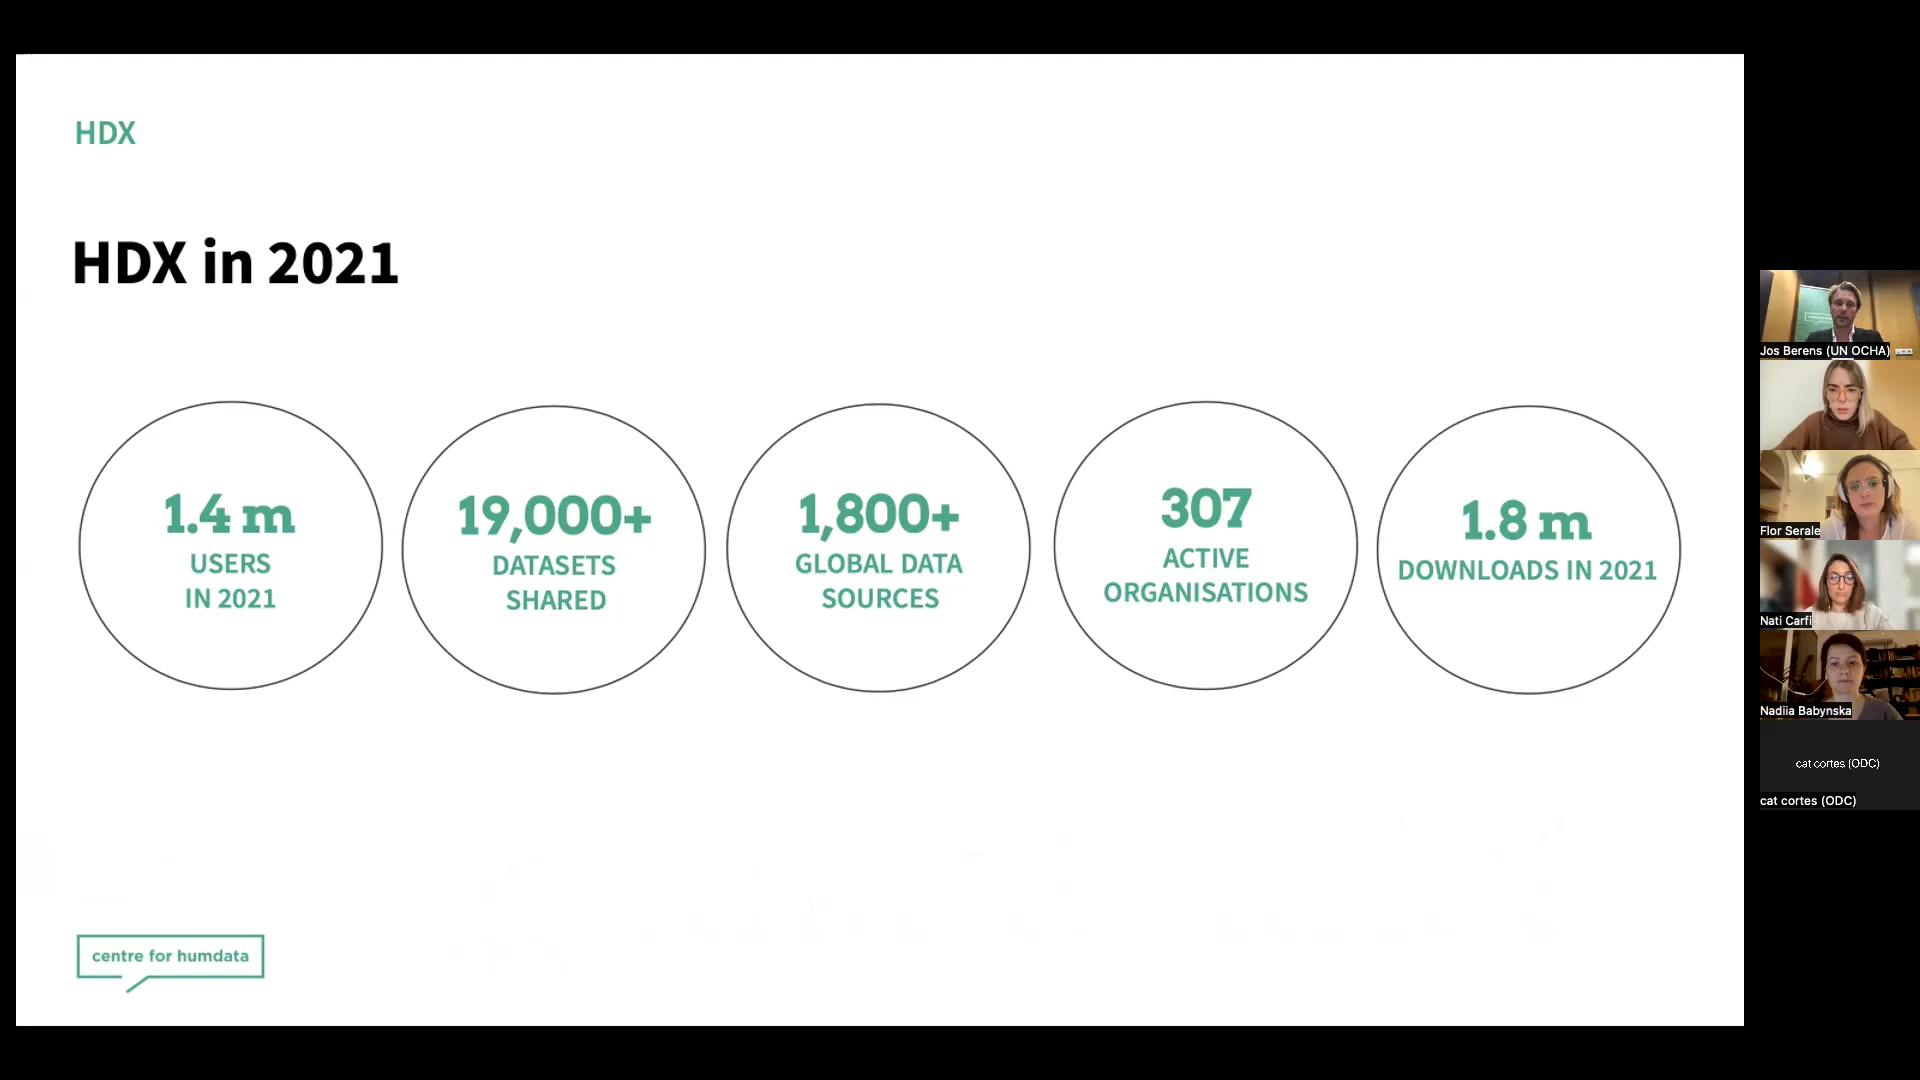 HDX
HDX in 2021
1.4 m
USERS
IN 2021
19,000+
DATASETS
SHARED
1,800+
GLOBAL DATA
SOURCES
307
ACTIVE
ORGANISATIONS
1.8 m
DOWNLOADS IN 2021
centre for humdata
Jos Berens (UN OCHA)
Flor Serale
Nati Carfi
Nadiia Babynska
cat cortes (ODC)
cat cortes (ODC)